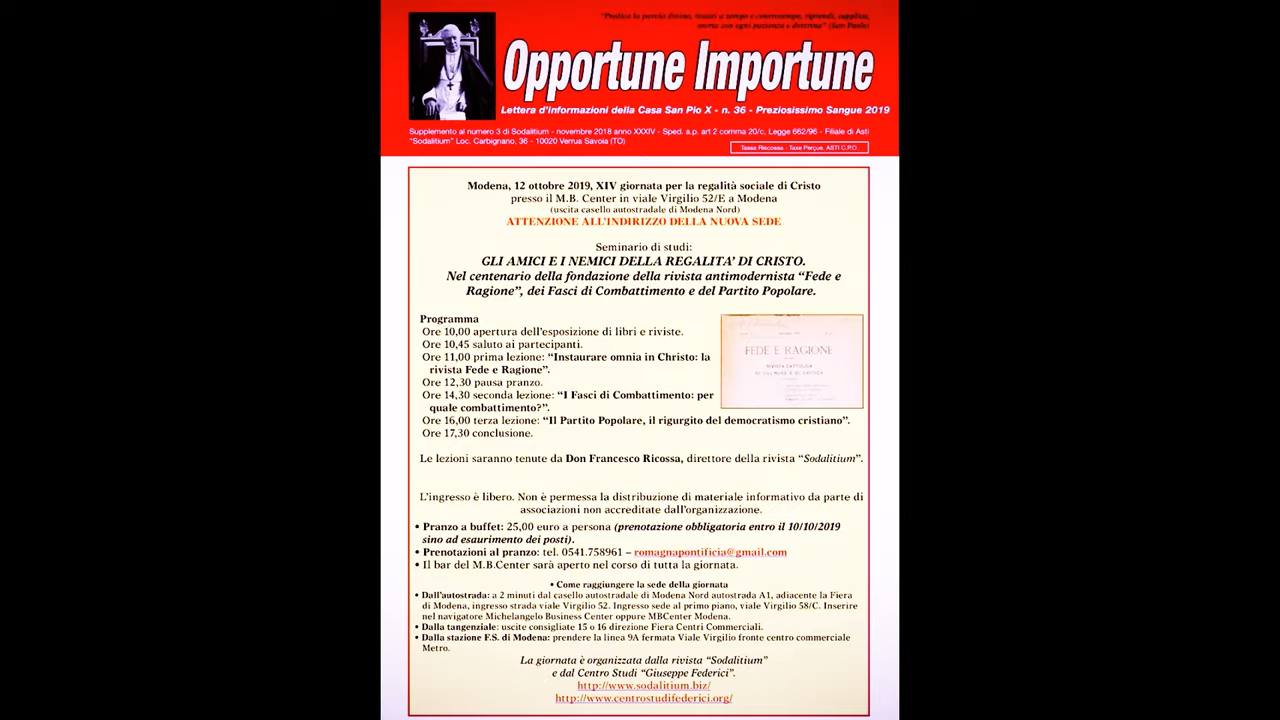 "Predica la parola divina, insisti a tempo e contrattempo, riprendi, supplica,
esorta con ogni pazienza e dottrina" (San Paolo)
Opportune Importune
Lettera d'informazioni della Casa San Pio X - n. 36 - Preziosissimo Sangue 2019
Supplemento al numero 3 di Sodalitium - novembre 2018 anno XXXIV - Sped. a.p. art 2 comma 20/c, Legge 662/96 - Filiale di Asti
"Sodalitium" Loc. Carbignano, 36 - 10020 Verrua Savoia (TO)
Tassa Riscossa - Taxe Perçue. ASTI C.P.O.
Modena, 12 ottobre 2019, XIV giornata per la regalità sociale di Cristo
presso il M.B. Center in viale Virgilio 52/E a Modena
(uscita casello autostradale di Modena Nord)
ATTENZIONE ALL'INDIRIZZO DELLA NUOVA SEDE
Seminario di studi:
GLI AMICI E I NEMICI DELLA REGALITA' DI CRISTO.
Nel centenario della fondazione della rivista antimodernista "Fede e
Ragione", dei Fasci di Combattimento e del Partito Popolare.
Programma
Ore 10,00 apertura dell'esposizione di libri e riviste.
Ore 10,45 saluto ai partecipanti.
Ore 11,00 prima lezione: "Instaurare omnia in Christo: la
rivista Fede e Ragione".
Ore 12,30 pausa pranzo.
Ore 14,30 seconda lezione: "I Fasci di Combattimento: per
quale combattimento?".
Ore 16,00 terza lezione: "Il Partito Popolare, il rigurgito del democratismo cristiano".
Ore 17,30 conclusione.
FEDE E RAGIONE
RIVISTA CATTOLICA
Le lezioni saranno tenute da Don Francesco Ricossa, direttore della rivista "Sodalitium".
L'ingresso è libero. Non è permessa la distribuzione di materiale informativo da parte di
associazioni non accreditate dall'organizzazione.
• Pranzo a buffet: 25,00 euro a persona (prenotazione obbligatoria entro il 10/10/2019
sino ad esaurimento dei posti).
• Prenotazioni al pranzo: tel. 0541.758961 – romagnapontificia@gmail.com
• Il bar del M.B.Center sarà aperto nel corso di tutta la giornata.
• Come raggiungere la sede della giornata
• Dall'autostrada: a 2 minuti dal casello autostradale di Modena Nord autostrada A1, adiacente la Fiera
di Modena, ingresso strada viale Virgilio 52. Ingresso sede al primo piano, viale Virgilio 58/C. Inserire
nel navigatore Michelangelo Business Center oppure MBCenter Modena.
• Dalla tangenziale: uscite consigliate 15 o 16 direzione Fiera Centri Commerciali.
• Dalla stazione F.S. di Modena: prendere la linea 9A fermata Viale Virgilio fronte centro commerciale
Metro.
La giornata è organizzata dalla rivista "Sodalitium"
e dal Centro Studi "Giuseppe Federici".
http://www.sodalitium.biz/
http://www.centrostudifederici.org/